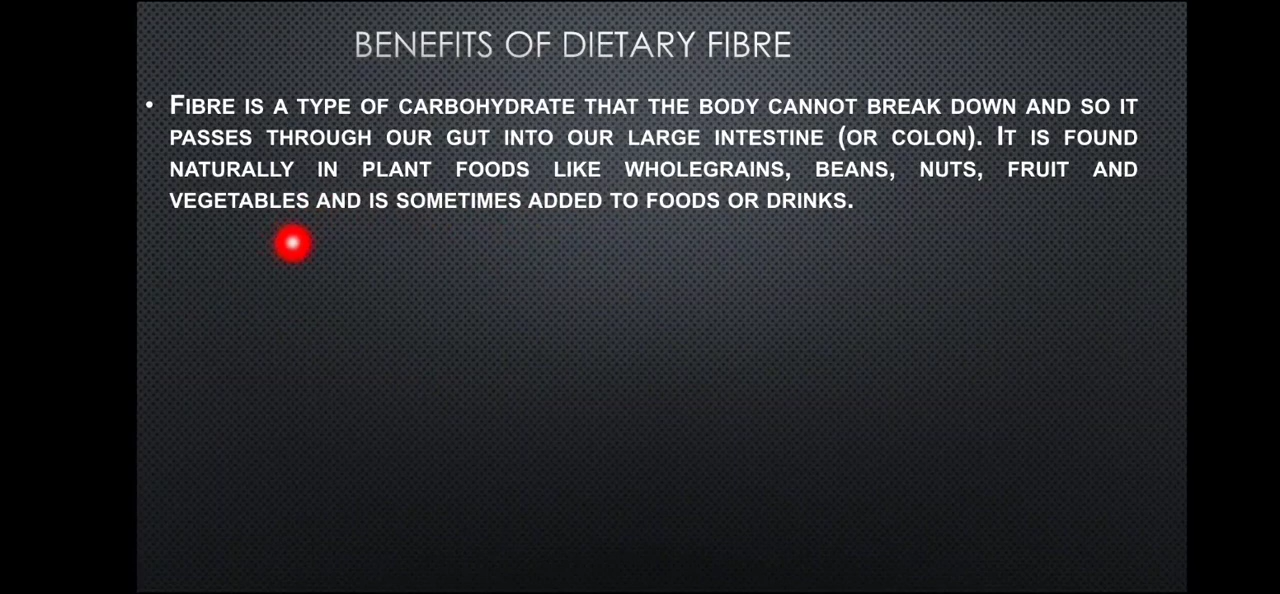 BENEFITS OF DIETARY FIBRE
• FIBRE IS A TYPE OF CARBOHYDRATE THAT THE BODY CANNOT BREAK DOWN AND SO IT
PASSES THROUGH OUR GUT INTO OUR LARGE INTESTINE (OR COLON). IT IS FOUND
NATURALLY IN PLANT FOODS LIKE WHOLEGRAINS, BEANS, NUTS, FRUIT AND
VEGETABLES AND IS SOMETIMES ADDED TO FOODS OR DRINKS.